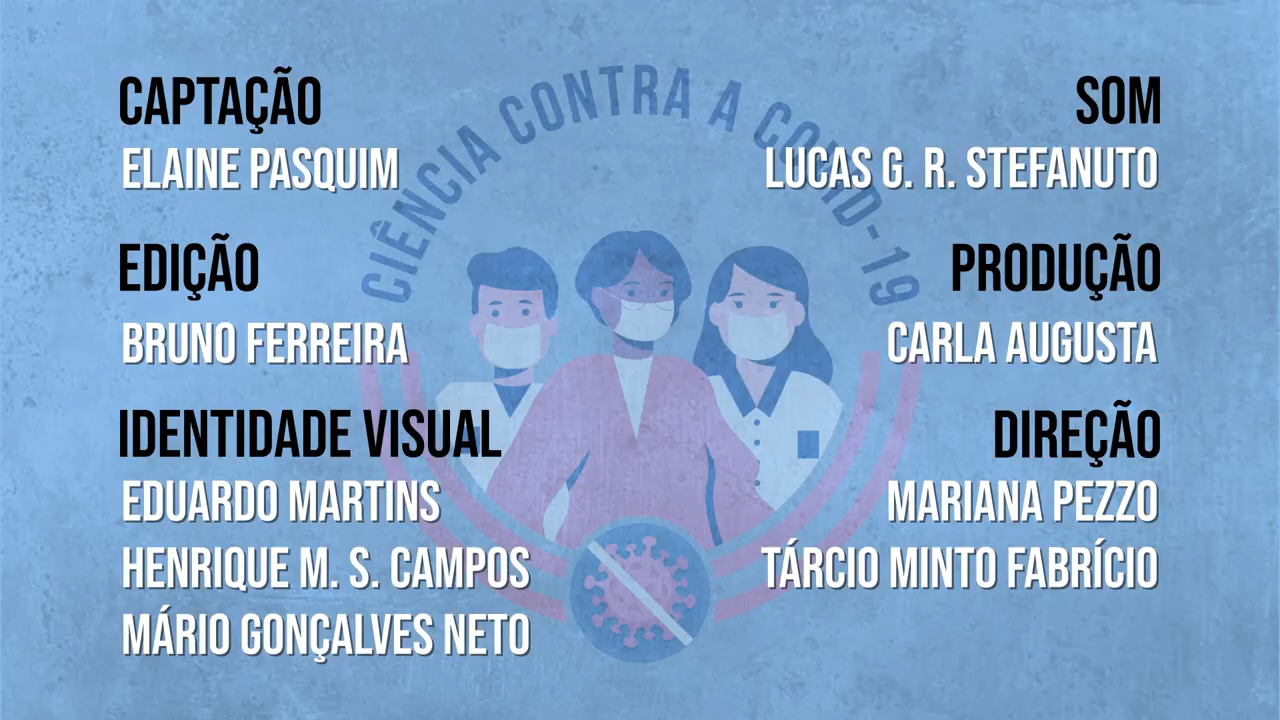 CIÊNCIA CONTRA A COVID-19
CAPTAÇÃO
ELAINE PASQUIM
EDIÇÃO
BRUNO FERREIRA
IDENTIDADE VISUAL
EDUARDO MARTINS
HENRIQUE M. S. CAMPOS
MÁRIO GONÇALVES NETO
SOM
LUCAS G. R. STEFANUTO
PRODUÇÃO
CARLA AUGUSTA
DIREÇÃO
MARIANA PEZZO
TÁRCIO MINTO FABRÍCIO